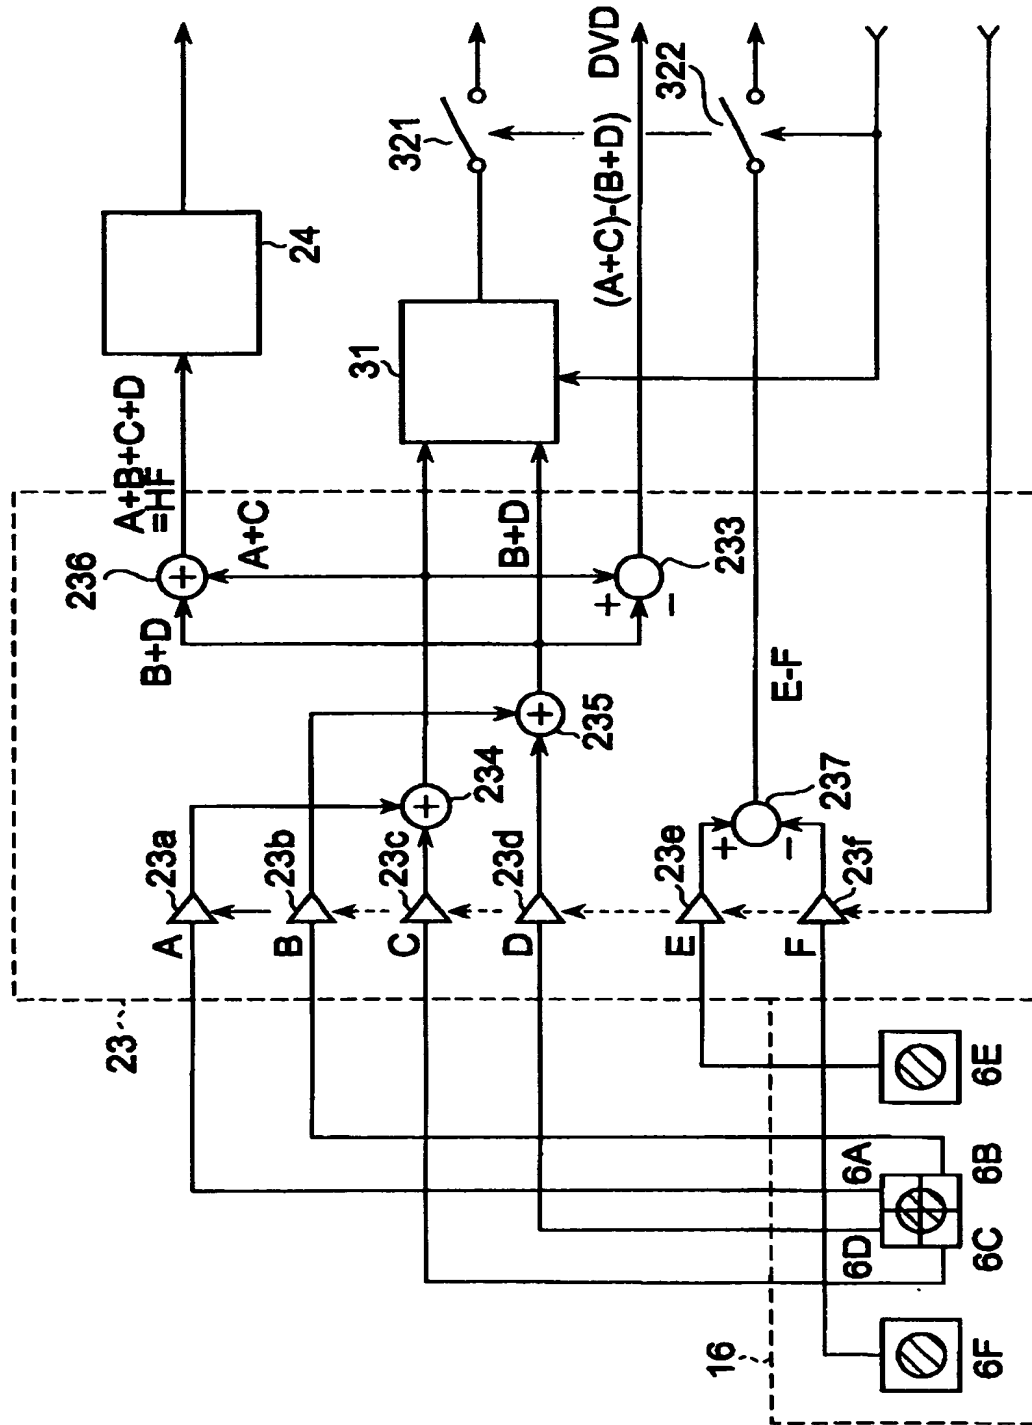 A+B+C+D
=HF
24
236
B+D
A+C
321
31
B+D
(A+C)-(B+D)
DVD
322
233
+
-
23
A
23a
B
23b
C
23c
D
23d
+
234
+
235
+
E
23e
F
23f
+
-
237
E-F
16
6F
6D
6A
6C
6B
6E